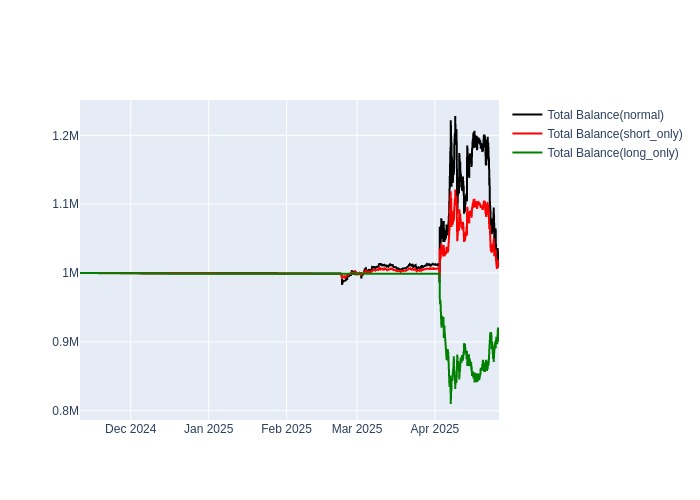 Total Balance(normal)
Total Balance(short_only)
Total Balance(long_only)
1.2M
1.1M
1M
0.9M
0.8M
Dec 2024
Jan 2025
Feb 2025
Mar 2025
Apr 2025